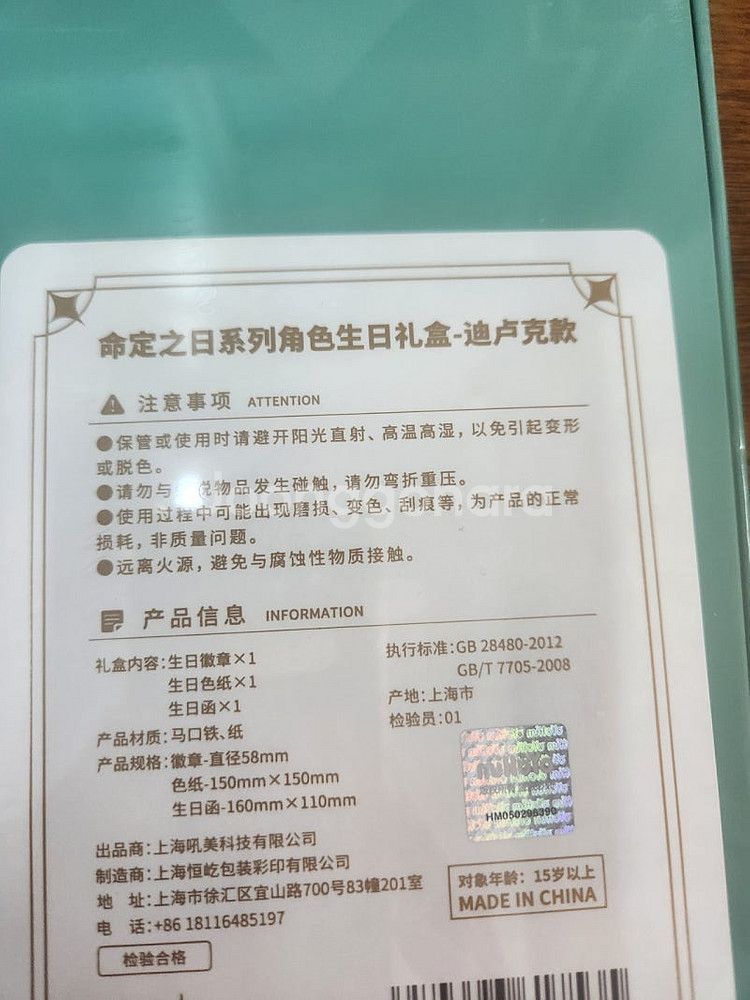 命定之日系列角色生日礼盒-迪卢克款
注意事项 ATTENTION
●保管或使用时请避开阳光直射、高温高湿，以免引起变形
或脱色。
●请勿与 锐物品发生碰触，请勿弯折重压。
●使用过程中可能出现磨损、变色、刮痕等，为产品的正常
损耗，非质量问题。
●远离火源，避免与腐蚀性物质接触。
产品信息 INFORMATION
礼盒内容：生日徽章×1
生日色纸×1
生日函×1
产品材质：马口铁、纸
产品规格：徽章-直径58mm
色纸-150mm×150mm
生日函-160mm×110mm
执行标准：GB 28480-2012
GB/T 7705-2008
产地：上海市
检验员：01
miHoYo
HM050296390
出品商：上海吼美科技有限公司
制造商：上海恒屹包装彩印有限公司
地 址：上海市徐汇区宜山路700号83幢201室
电 话：+86 18116485197
检验合格
对象年龄：15岁以上
MADE IN CHINA